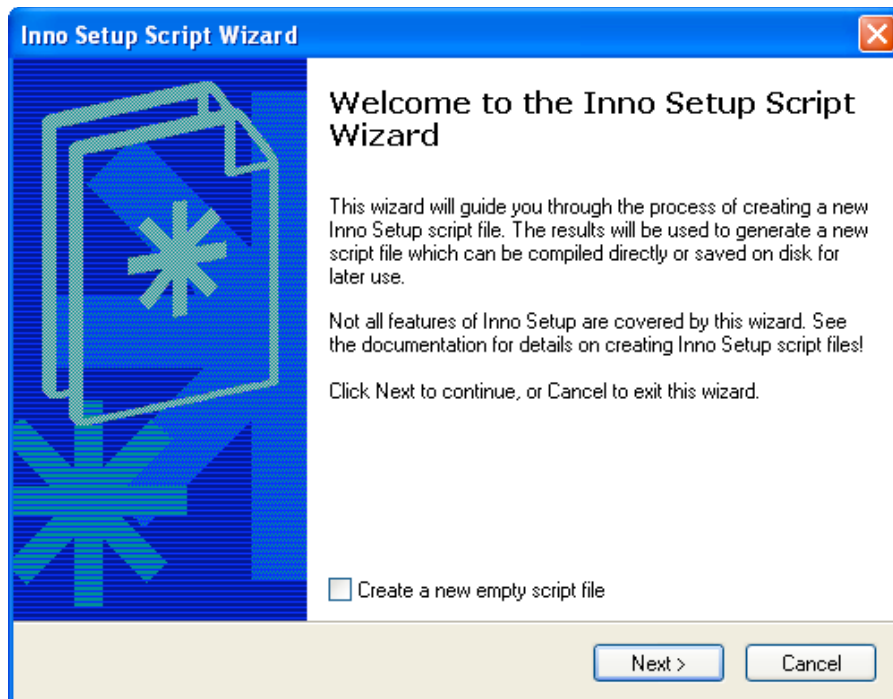 Inno Setup Script Wizard
Welcome to the Inno Setup Script
Wizard
This wizard will guide you through the process of creating a new
Inno Setup script file. The results will be used to generate a new
script file which can be compiled directly or saved on disk for
later use.
Not all features of Inno Setup are covered by this wizard. See
the documentation for details on creating Inno Setup script files!
Click Next to continue, or Cancel to exit this wizard.
Create a new empty script file
Next >
Cancel